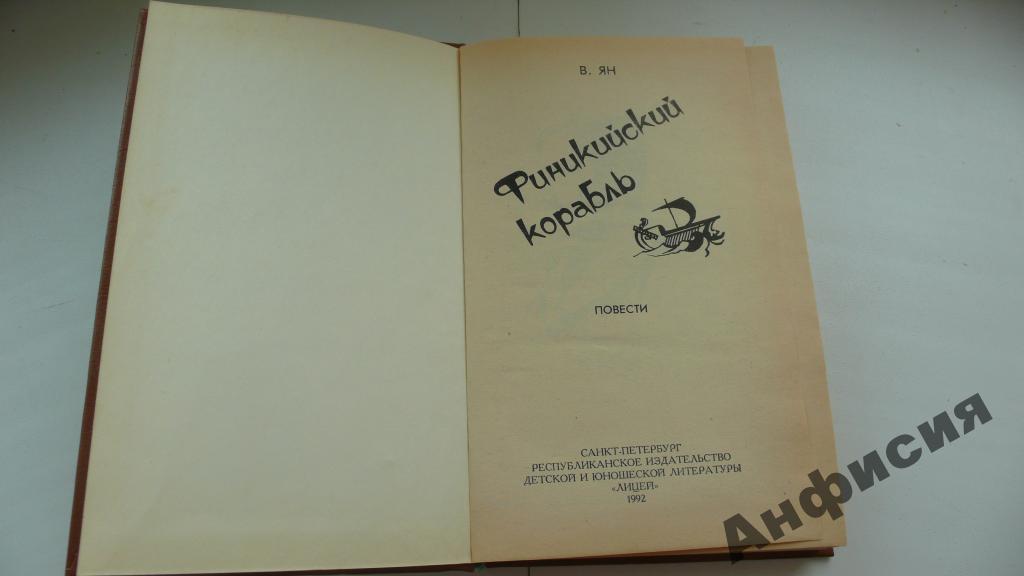 В. ЯН
Финикийский
корабль
ПОВЕСТИ
САНКТ-ПЕТЕРБУРГ
РЕСПУБЛИКАНСКОЕ ИЗДАТЕЛЬСТВО
ДЕТСКОЙ И ЮНОШЕСКОЙ ЛИТЕРАТУРЫ
«ЛИЦЕЙ»
1992
Анфисия